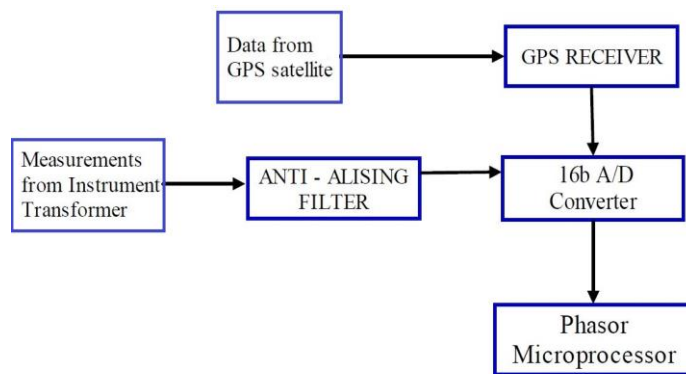 Data from
GPS satellite
GPS RECEIVER
Measurements
from Instrument
Transformer
ANTI - ALISING
FILTER
16b A/D
Converter
Phasor
Microprocessor